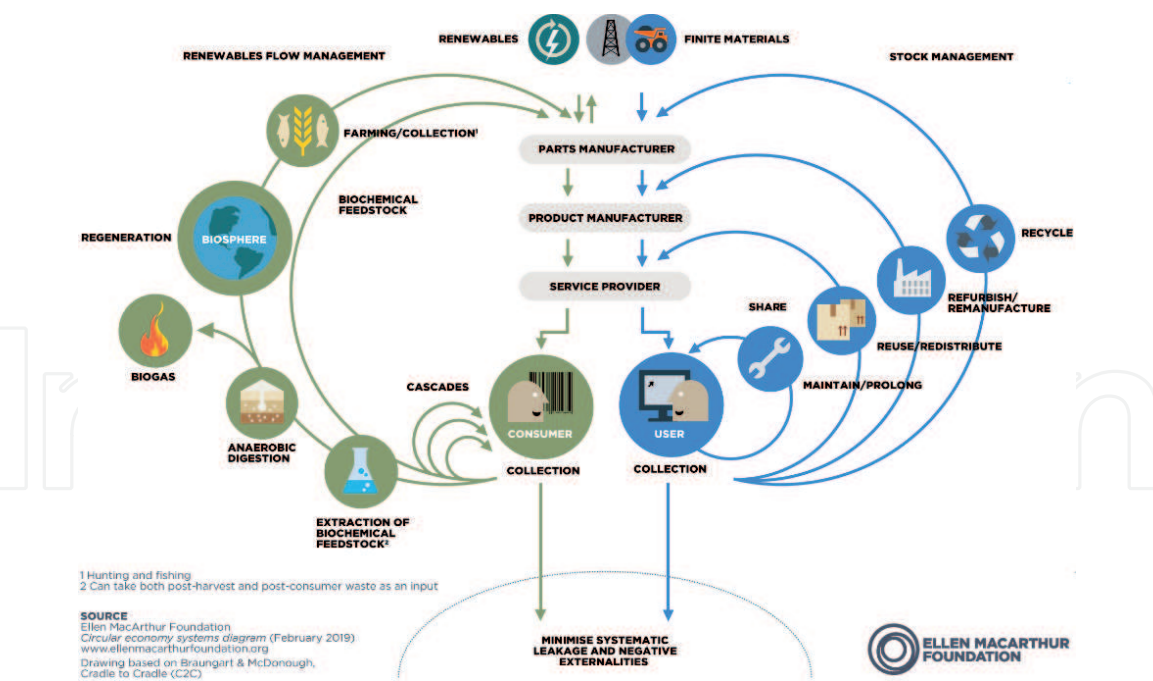 RENEWABLES
FINITE MATERIALS
RENEWABLES FLOW MANAGEMENT
STOCK MANAGEMENT
FARMING/COLLECTION¹
PARTS MANUFACTURER
BIOCHEMICAL
FEEDSTOCK
PRODUCT MANUFACTURER
REGENERATION
BIOSPHERE
RECYCLE
SERVICE PROVIDER
SHARE
REFURBISH/
REMANUFACTURE
REUSE/REDISTRIBUTE
BIOGAS
CASCADES
MAINTAIN/PROLONG
CONSUMER
USER
ANAEROBIC
DIGESTION
COLLECTION
COLLECTION
EXTRACTION OF
BIOCHEMICAL
FEEDSTOCK²
1 Hunting and fishing
2 Can take both post-harvest and post-consumer waste as an input
SOURCE
Ellen MacArthur Foundation
Circular economy systems diagram (February 2019)
www.ellenmacarthurfoundation.org
Drawing based on Braungart & McDonough,
Cradle to Cradle (C2C)
MINIMISE SYSTEMATIC
LEAKAGE AND NEGATIVE
EXTERNALITIES
ELLEN MACARTHUR
FOUNDATION